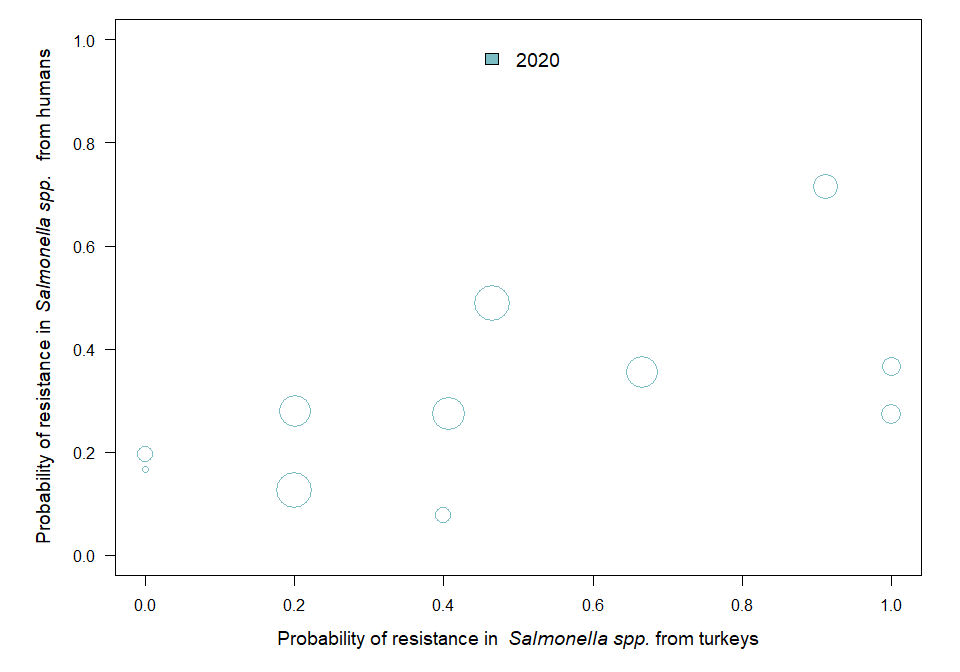 Probability of resistance in Salmonella spp. from humans
1.0
0.8
0.6
0.4
0.2
0.0
2020
0.0 0.2 0.4 0.6 0.8 1.0
Probability of resistance in Salmonella spp. from turkeys